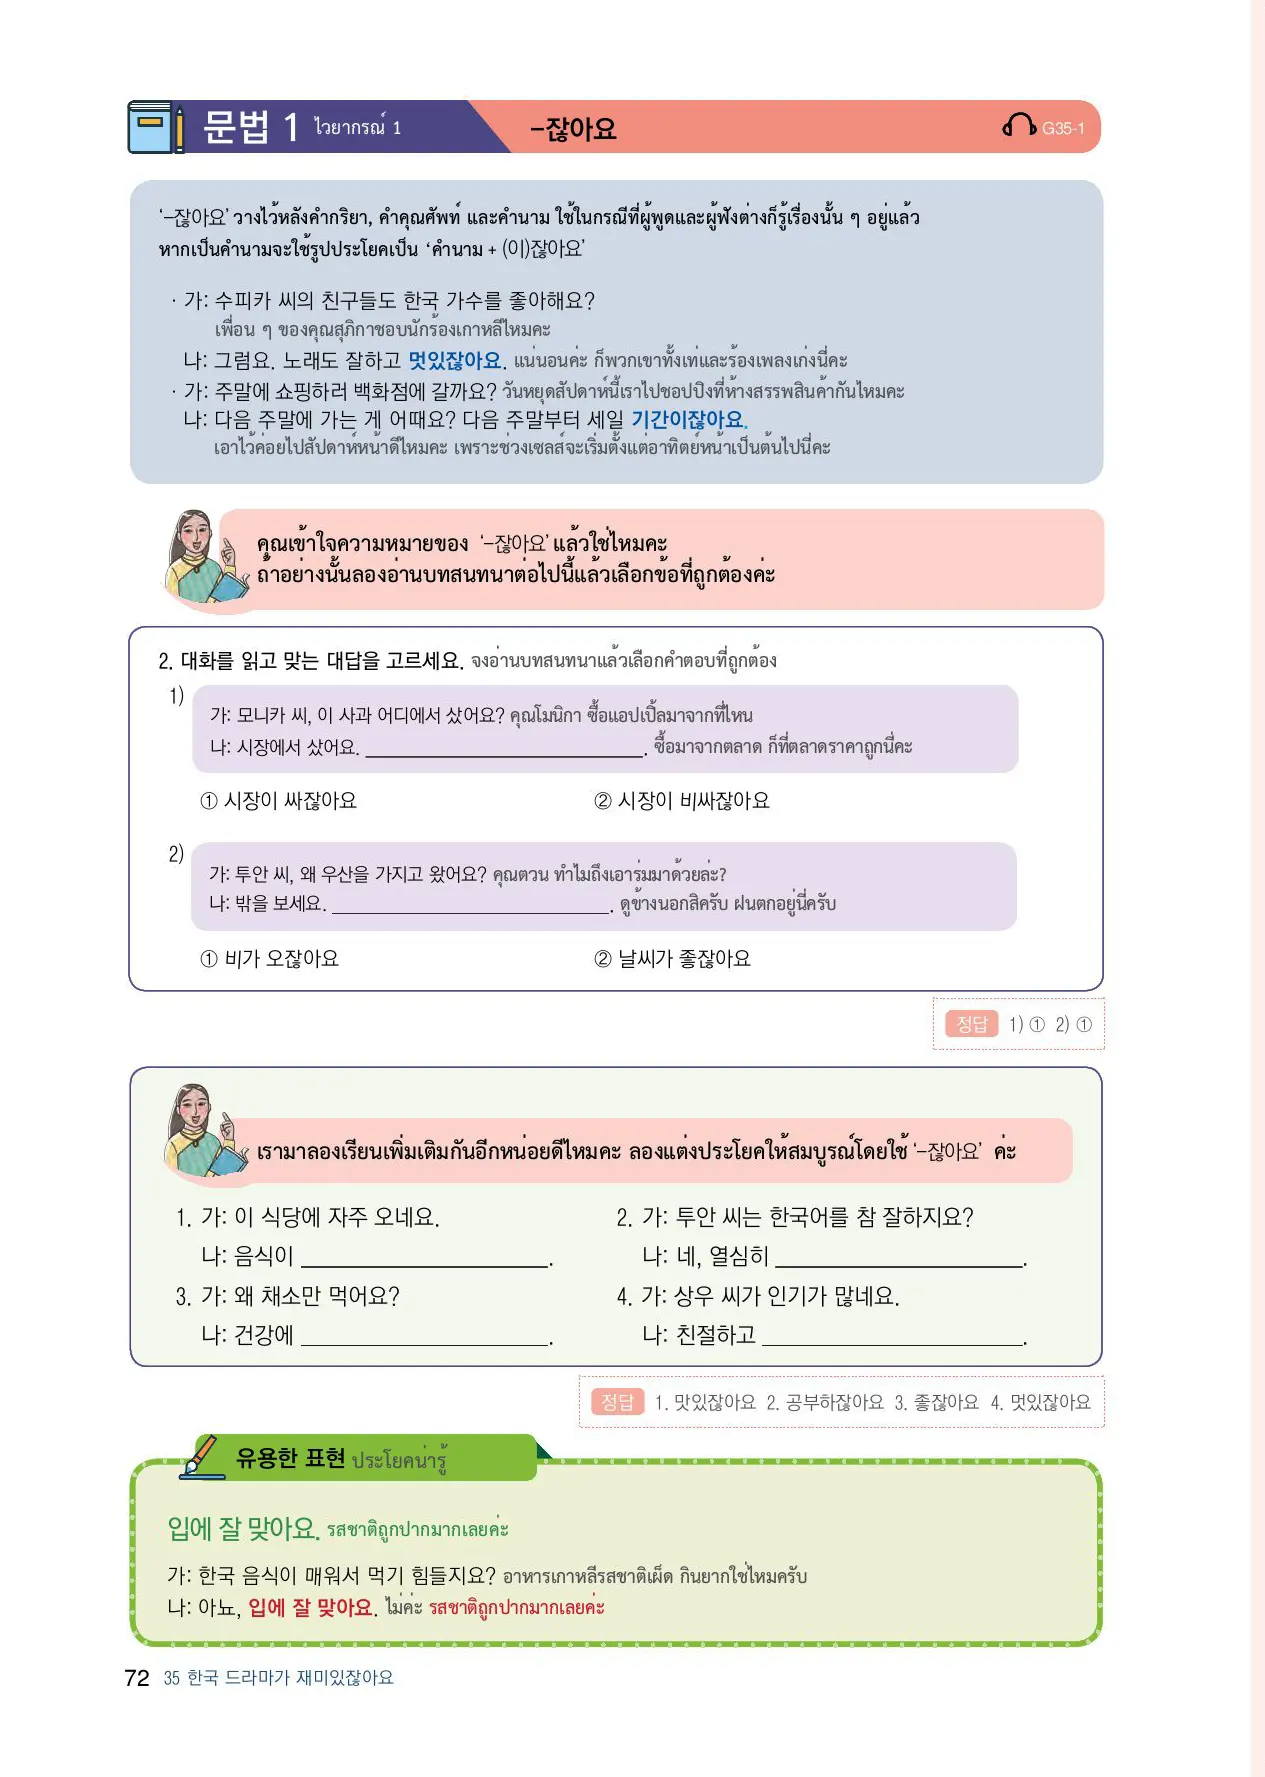 문법 1 ไวยากรณ์ 1 -잖아요 G35-1
‘-잖아요’ วางไว้หลังคำกริยา, คำคุณศัพท์ และคำนาม ใช้ในกรณีที่ผู้พูดและผู้ฟังต่างก็รู้เรื่องนั้น ๆ อยู่แล้ว
หากเป็นคำนามจะใช้รูปประโยคเป็น ‘คำนาม + (이)잖아요’
· 가: 수피카 씨의 친구들도 한국 가수를 좋아해요?
เพื่อน ๆ ของคุณสุภิกาชอบนักร้องเกาหลีไหมคะ
나: 그럼요. 노래도 잘하고 멋있잖아요. แน่นอนค่ะ ก็พวกเขาทั้งเท่และร้องเพลงเก่งนี่คะ
· 가: 주말에 쇼핑하러 백화점에 갈까요? วันหยุดสัปดาห์นี้เราไปชอปปิงที่ห้างสรรพสินค้ากันไหมคะ
나: 다음 주말에 가는 게 어때요? 다음 주말부터 세일 기간이잖아요.
เอาไว้ค่อยไปสัปดาห์หน้าดีไหมคะ เพราะช่วงเซลส์จะเริ่มตั้งแต่อาทิตย์หน้าเป็นต้นไปนี่คะ
คุณเข้าใจความหมายของ ‘-잖아요’ แล้วใช่ไหมคะ
ถ้าอย่างนั้นลองอ่านบทสนทนาต่อไปนี้แล้วเลือกข้อที่ถูกต้องค่ะ
2. 대화를 읽고 맞는 대답을 고르세요. จงอ่านบทสนทนาแล้วเลือกคำตอบที่ถูกต้อง
1)
가: 모니카 씨, 이 사과 어디에서 샀어요? คุณโมนิกา ซื้อแอปเปิ้ลมาจากที่ไหน
나: 시장에서 샀어요. ____________. ซื้อมาจากตลาด ก็ที่ตลาดราคาถูกนี่คะ
① 시장이 싸잖아요 ② 시장이 비싸잖아요
2)
가: 투안 씨, 왜 우산을 가지고 왔어요? คุณตวน ทำไมถึงเอาร่มมาด้วยล่ะ?
나: 밖을 보세요. ____________. ดูข้างนอกสิครับ ฝนตกอยู่นี่ครับ
① 비가 오잖아요 ② 날씨가 좋잖아요
정답 1) ① 2) ①
เรามาลองเรียนเพิ่มเติมกันอีกหน่อยดีไหมคะ ลองแต่งประโยคให้สมบูรณ์โดยใช้ ‘-잖아요’ ค่ะ
1. 가: 이 식당에 자주 오네요.
나: 음식이 ____________.
2. 가: 투안 씨는 한국어를 참 잘하지요?
나: 네, 열심히 ____________.
3. 가: 왜 채소만 먹어요?
나: 건강에 ____________.
4. 가: 상우 씨가 인기가 많네요.
나: 친절하고 ____________.
정답 1. 맛있잖아요 2. 공부하잖아요 3. 좋잖아요 4. 멋있잖아요
유용한 표현 ประโยคน่ารู้
입에 잘 맞아요. รสชาติถูกปากมากเลยค่ะ
가: 한국 음식이 매워서 먹기 힘들지요? อาหารเกาหลีรสชาติเผ็ด กินยากใช่ไหมครับ
나: 아뇨, 입에 잘 맞아요. ไม่ค่ะ รสชาติถูกปากมากเลยค่ะ
72 35 한국 드라마가 재미있잖아요